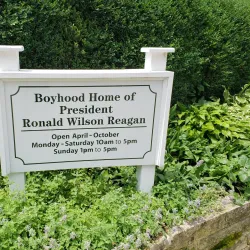 Boyhood Home of
President
Ronald Wilson Reagan
Open April - October
Monday - Saturday 10am to 5pm
Sunday 1pm to 5pm